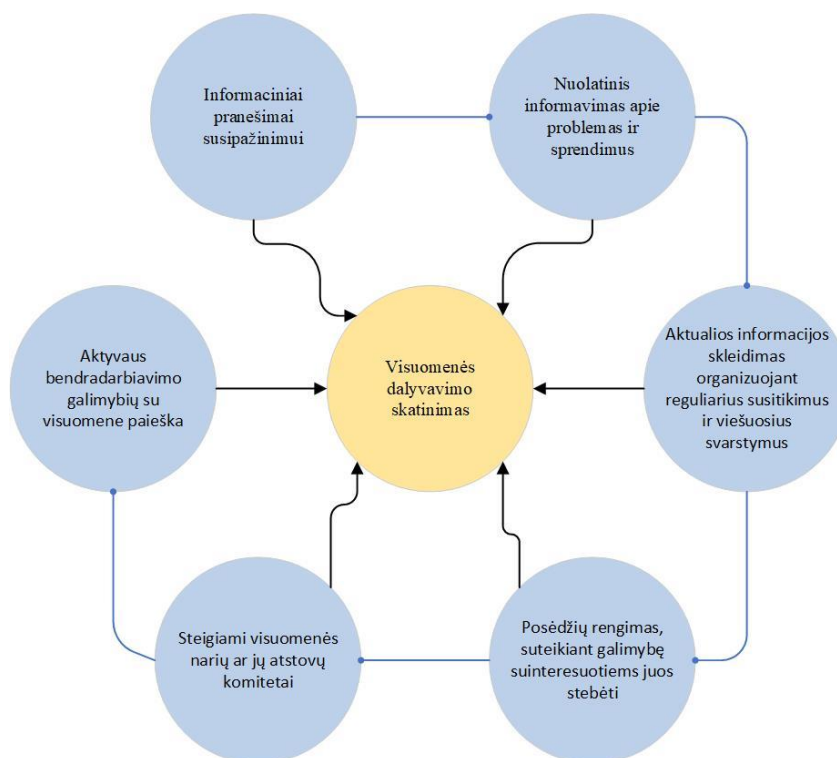 Informaciniai
pranešimai
susipažinimui
Nuolatinis
informavimas apie
problemas ir
sprendimus
Aktyvaus
bendradarbiavimo
galimybių su
visuomene paieška
Visuomenės
dalyvavimo
skatinimas
Aktualios informacijos
skleidimas
organizuojant
reguliarius susitikimus
ir viešuosius
svarstymus
Steigiami visuomenės
narių ar jų atstovų
komitetai
Posėdžių rengimas,
suteikiant galimybę
suinteresuotiems juos
stebėti